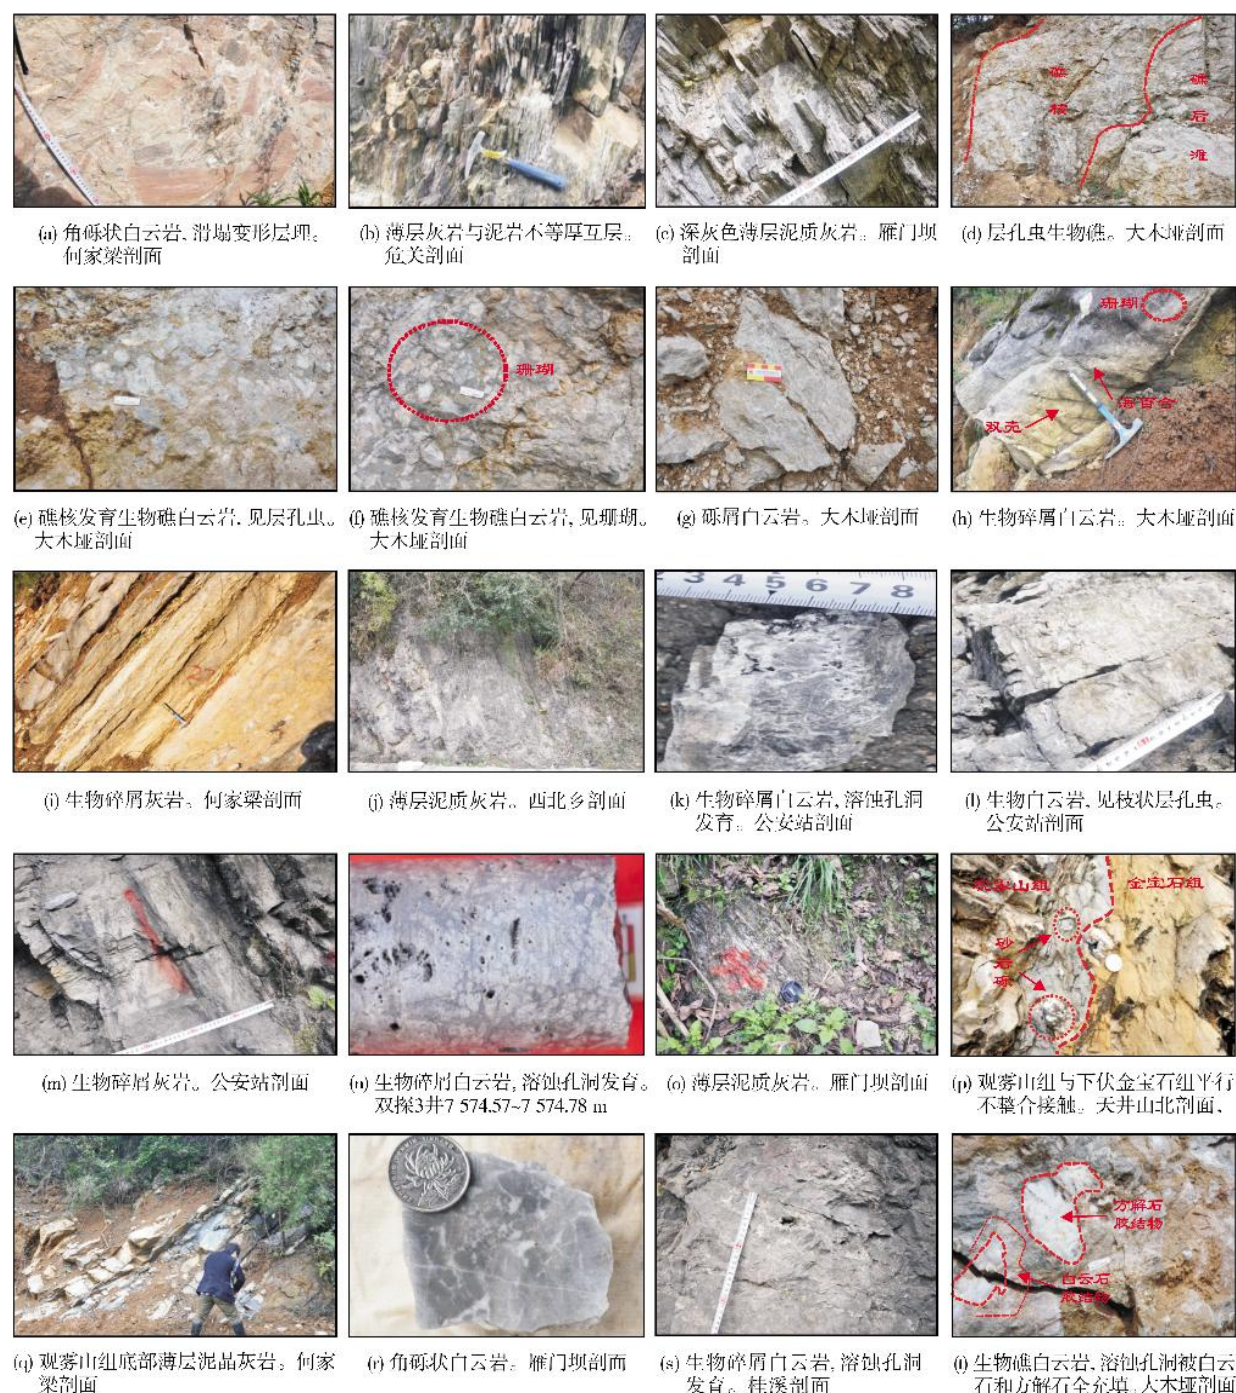 礁
核
礁
后
滩
(a) 角砾状白云岩, 滑塌变形层理。
何家梁剖面
(b) 薄层灰岩与泥岩不等厚互层。
危关剖面
(c) 深灰色薄层泥质灰岩。雁门坝
剖面
(d) 层孔虫生物礁。大木垭剖面
珊瑚
珊瑚
海百合
双壳
(e) 礁核发育生物礁白云岩, 见层孔虫。
大木垭剖面
(f) 礁核发育生物礁白云岩, 见珊瑚。
大木垭剖面
(g) 砾屑白云岩。大木垭剖面
(h) 生物碎屑白云岩。大木垭剖面
3 4 5 6 7 8
(i) 生物碎屑灰岩。何家梁剖面
(j) 薄层泥质灰岩。西北乡剖面
(k) 生物碎屑白云岩, 溶蚀孔洞
发育。公安站剖面
(l) 生物白云岩, 见枝状层孔虫。
公安站剖面
观雾山组
金宝石组
砂
岩
砾
(m) 生物碎屑灰岩。公安站剖面
(n) 生物碎屑白云岩, 溶蚀孔洞发育。
双探3井7 574.57~7 574.78 m
(o) 薄层泥质灰岩。雁门坝剖面
(p) 观雾山组与下伏金宝石组平行
不整合接触。天井山北剖面,
方解石
胶结物
白云石
胶结物
(q) 观雾山组底部薄层泥晶灰岩。何家
梁剖面
(r) 角砾状白云岩。雁门坝剖面
(s) 生物碎屑白云岩, 溶蚀孔洞
发育。桂溪剖面
(t) 生物礁白云岩, 溶蚀孔洞被白云
石和方解石全充填。大木垭剖面